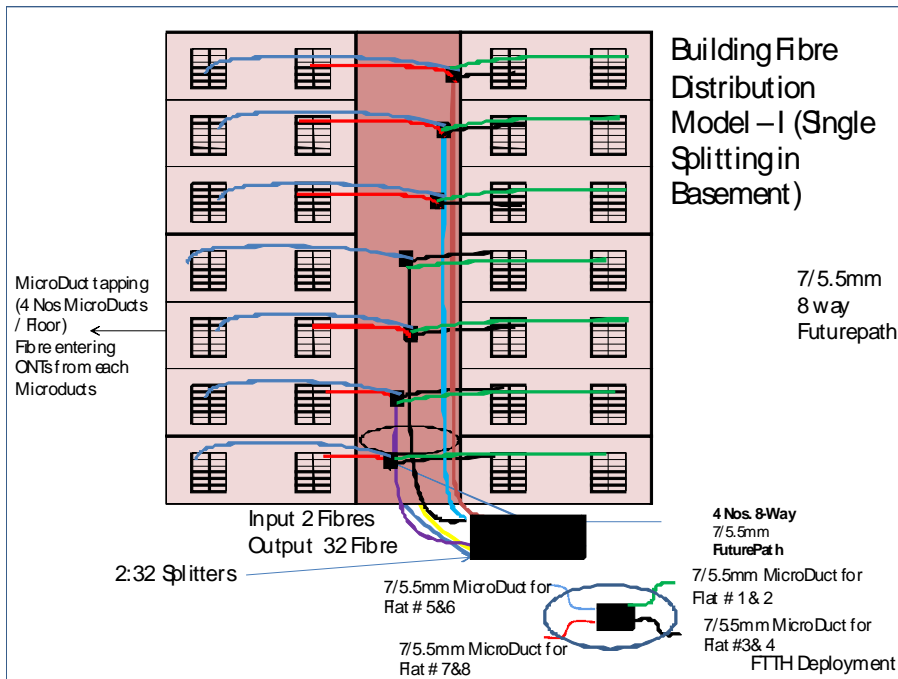 Building Fibre
Distribution
Model – I (Single
Splitting in
Basement)
7/5.5mm
8 way
Futurepath
MicroDuct tapping
(4 Nos MicroDucts
/ Floor)
Fibre entering
ONTs from each
Microducts
Input 2 Fibres
Output 32 Fibre
2:32 Splitters
4 Nos. 8-Way
7/5.5mm
FuturePath
7/5.5mm MicroDuct for
Flat # 5&6
7/5.5mm MicroDuct for
Flat # 1 & 2
7/5.5mm MicroDuct for
Flat # 7&8
7/5.5mm MicroDuct for
Flat #3& 4
FTTH Deployment